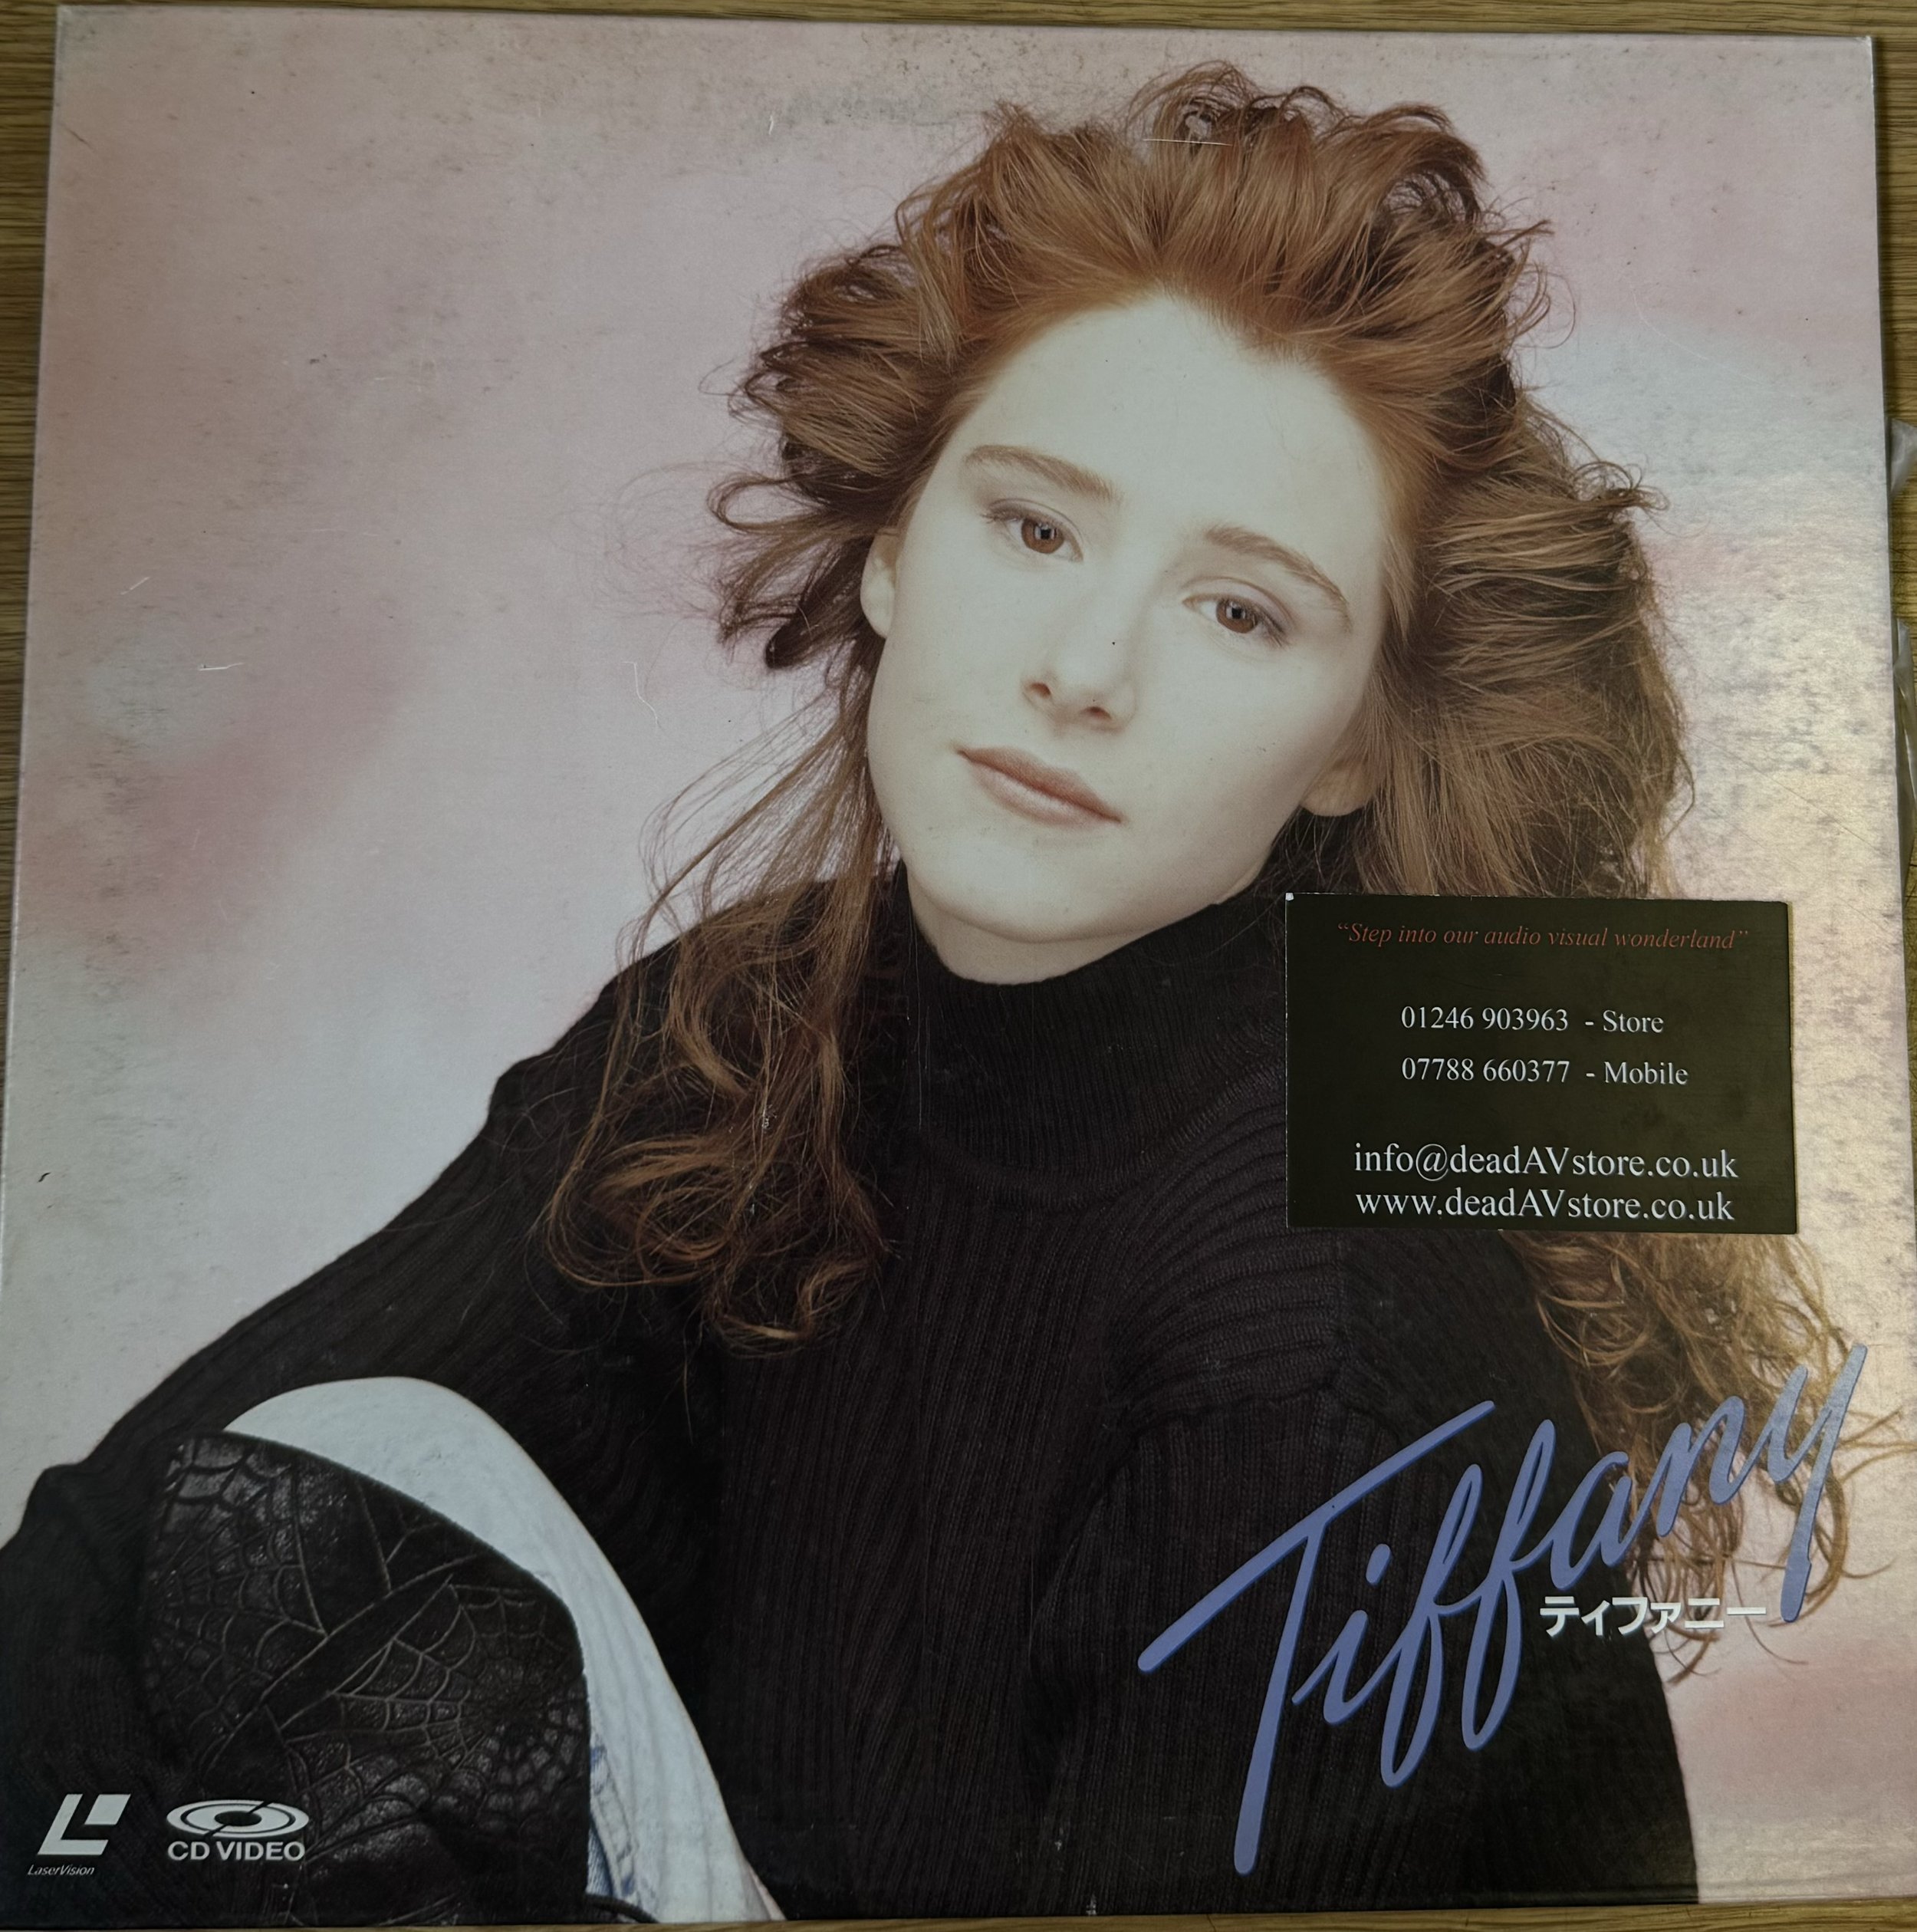 “Step into our audio visual wonderland”
01246 903963 - Store
07788 660377 - Mobile
info@deadAVstore.co.uk
www.deadAVstore.co.uk
Tiffany
ティファニー
LaserVision
CD VIDEO